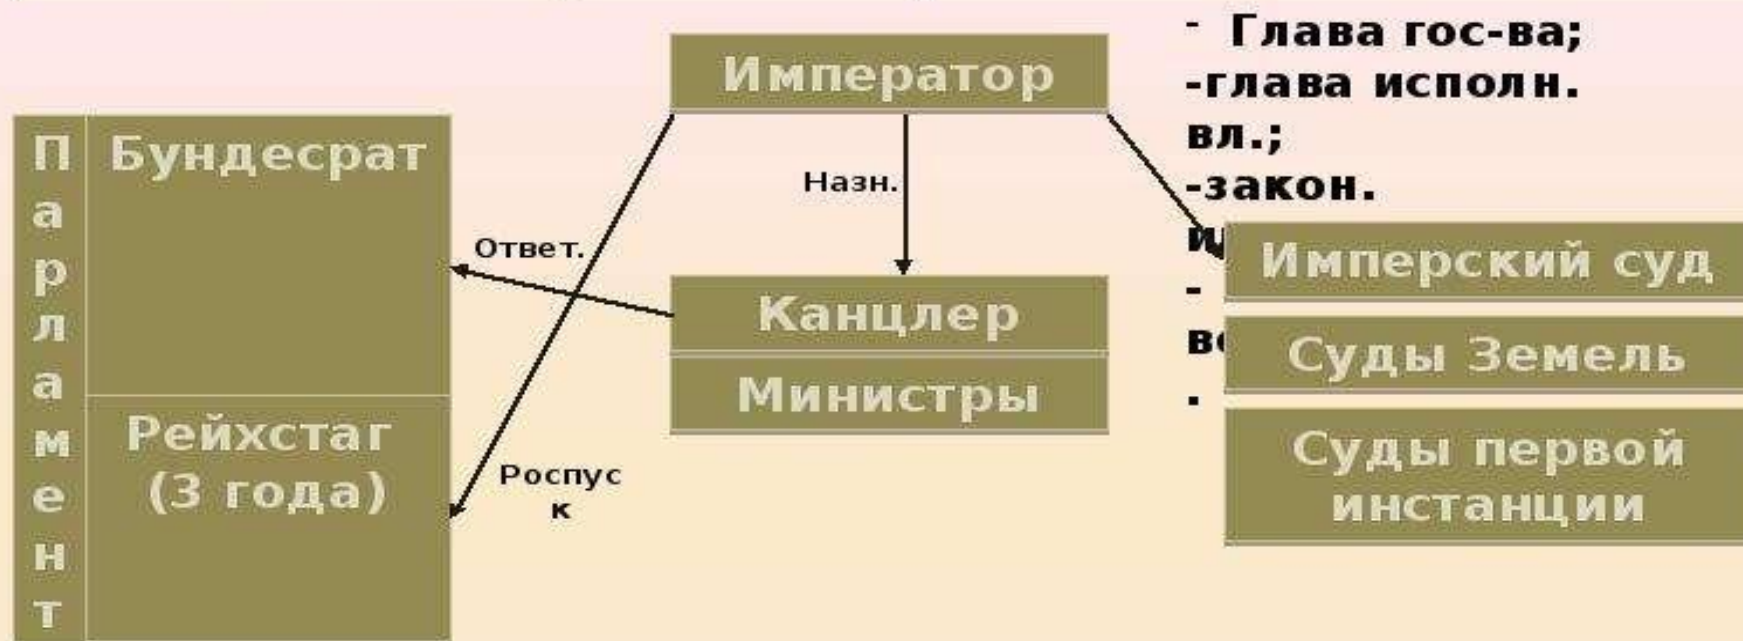 Император
- Глава гос-ва;
-глава исполн.
вл.;
-закон.
-
.
Парламент
Бундесрат
Рейхстаг
(3 года)
Ответ.
Назн.
Роспус
к
Канцлер
Министры
Имперский суд
Суды Земель
Суды первой
инстанции